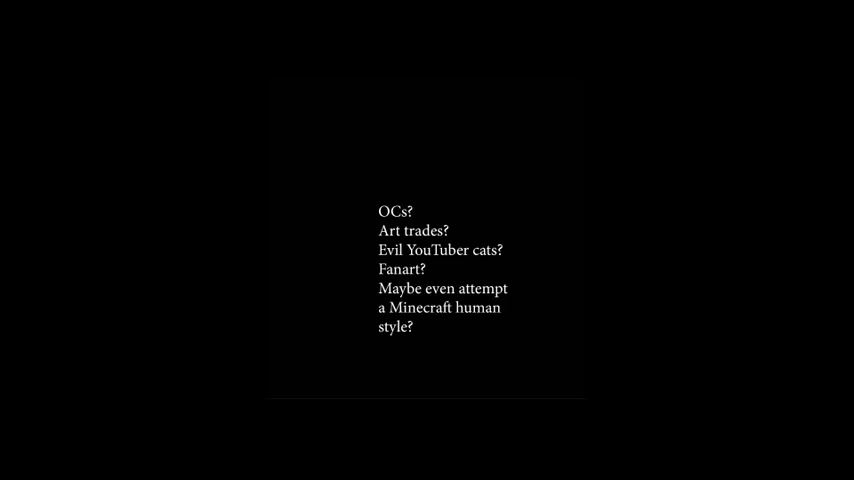 OCs?
Art trades?
Evil YouTuber cats?
Fanart?
Maybe even attempt
a Minecraft human
style?